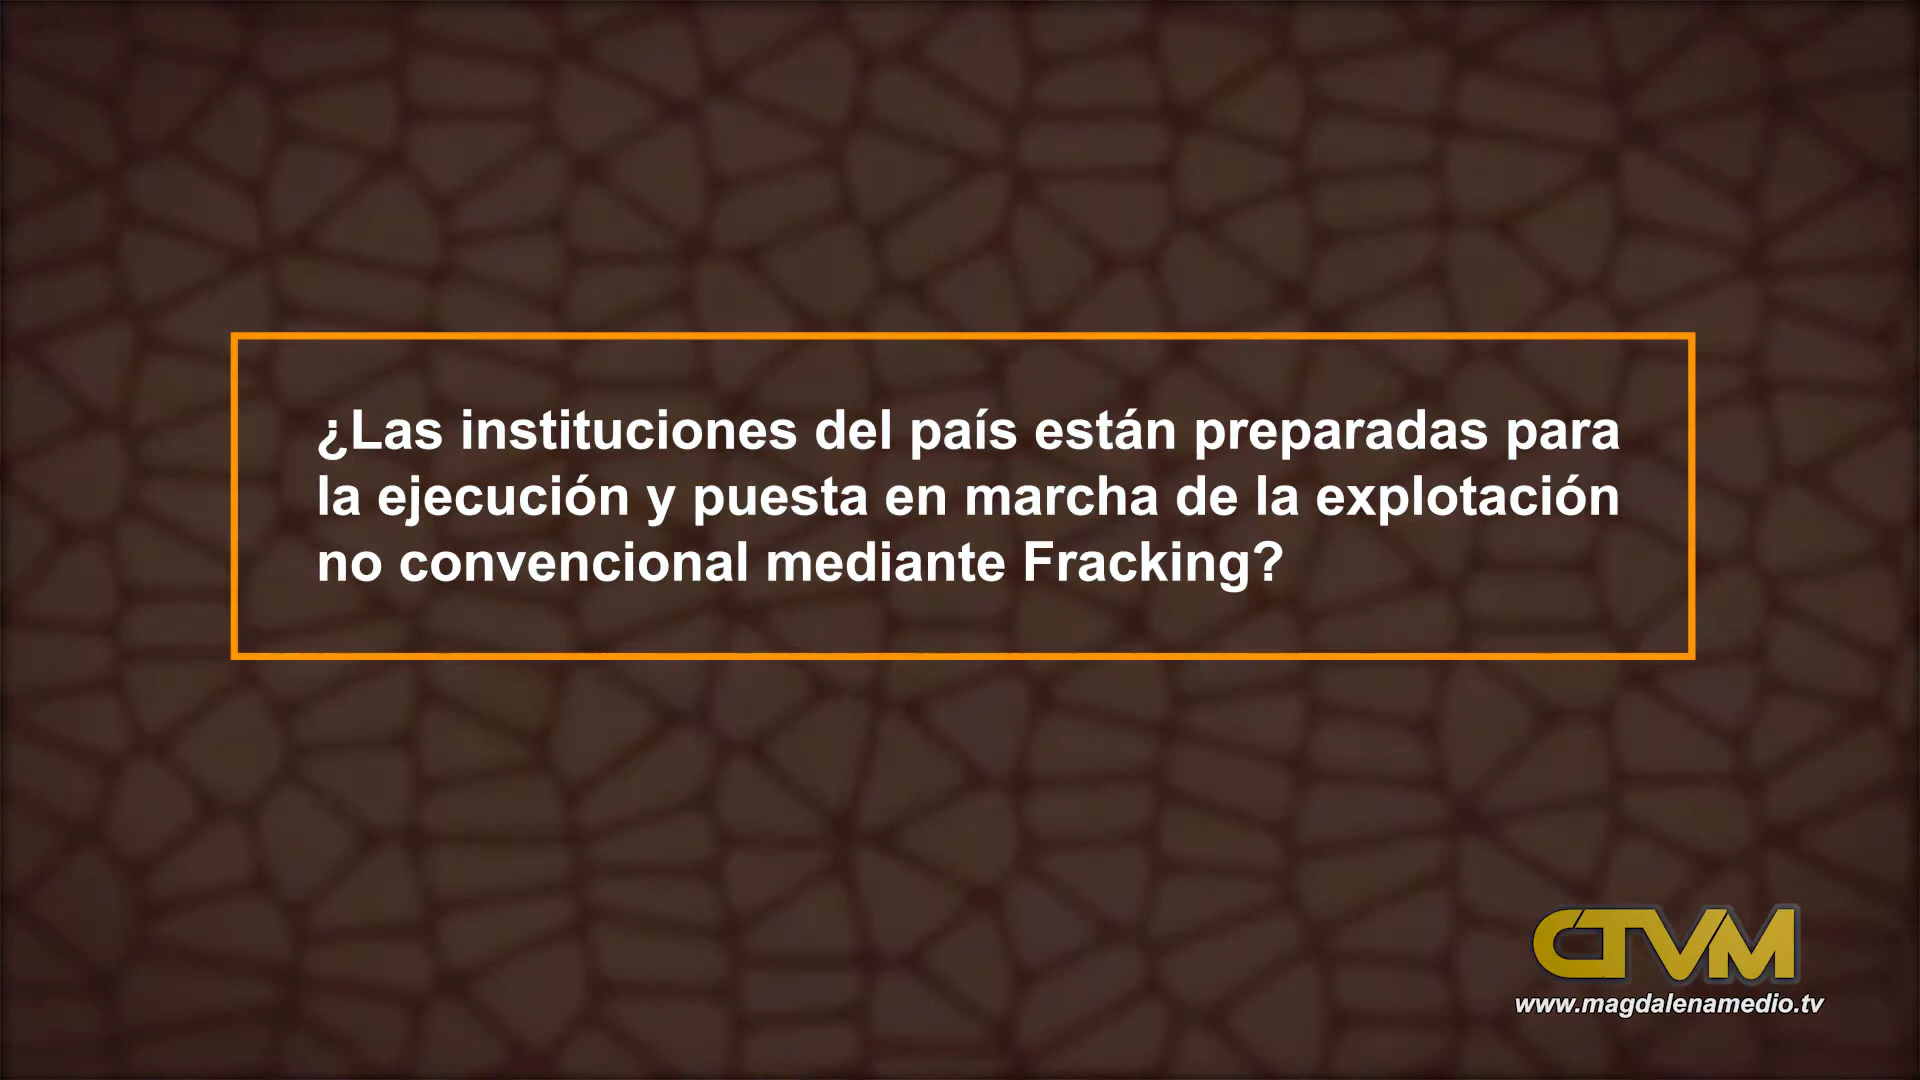 ¿Las instituciones del país están preparadas para
la ejecución y puesta en marcha de la explotación
no convencional mediante Fracking?
CTVM
www.magdalenamedio.tv